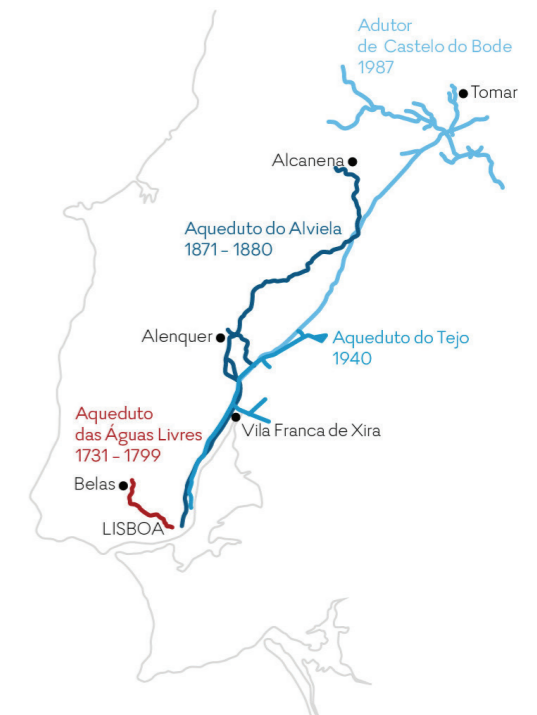 Adutor
de Castelo do Bode
1987
Tomar
Alcanena
Aqueduto do Alviela
1871 – 1880
Alenquer
Aqueduto do Tejo
1940
Aqueduto
das Águas Livres
1731 – 1799
Vila Franca de Xira
Belas
LISBOA